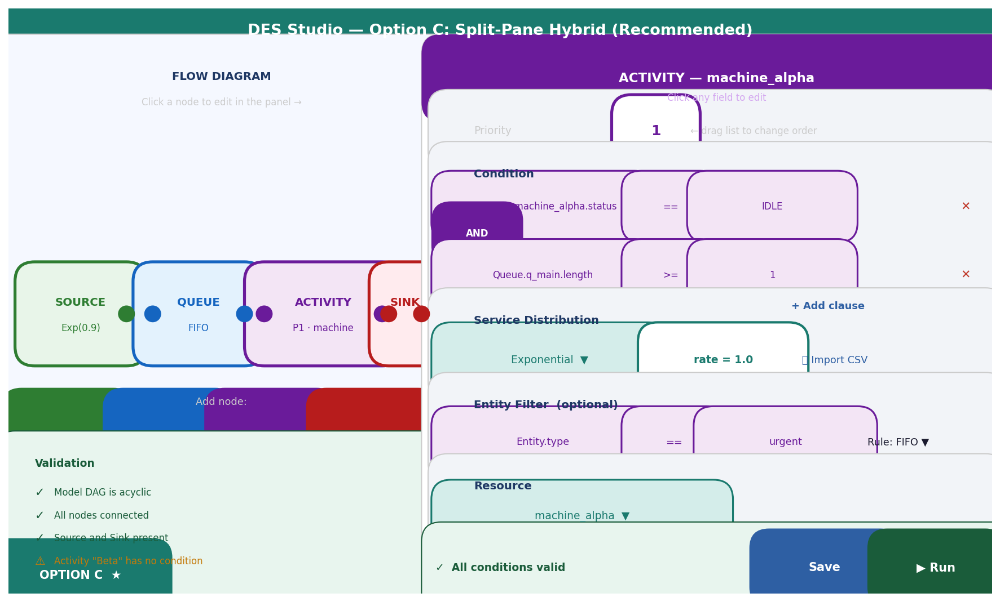 DES Studio — Option C: Split-Pane Hybrid (Recommended)
FLOW DIAGRAM
Click a node to edit in the panel →
SOURCE
Exp(0.9)
QUEUE
FIFO
ACTIVITY
P1 · machine
SINK
Add node:
Validation
✓ Model DAG is acyclic
✓ All nodes connected
✓ Source and Sink present
⚠ Activity "Beta" has no condition
OPTION C ★
ACTIVITY — machine_alpha
Click any field to edit
Priority 1 ← drag list to change order
Condition
machine_alpha.status == IDLE ✕
AND
Queue.q_main.length >= 1 ✕
+ Add clause
Service Distribution
Exponential ▼ rate = 1.0 Import CSV
Entity Filter (optional)
Entity.type == urgent Rule: FIFO ▼
Resource
machine_alpha ▼
✓ All conditions valid Save ▶ Run